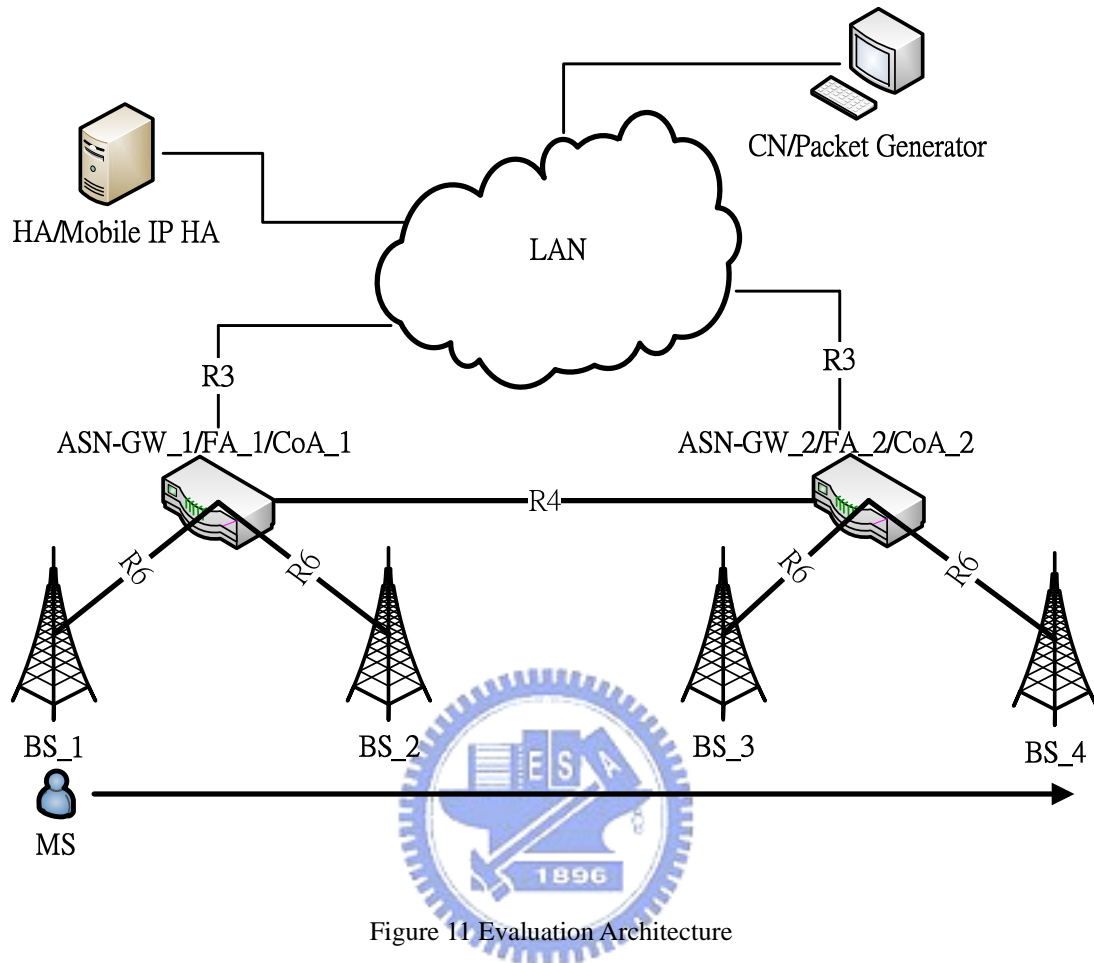 CN/Packet Generator
HA/Mobile IP HA
LAN
R3
R3
ASN-GW_1/FA_1/CoA_1
ASN-GW_2/FA_2/CoA_2
R4
R6
R6
R6
R6
BS_1
BS_2
BS_3
BS_4
MS
E S A
1896
Figure 11 Evaluation Architecture